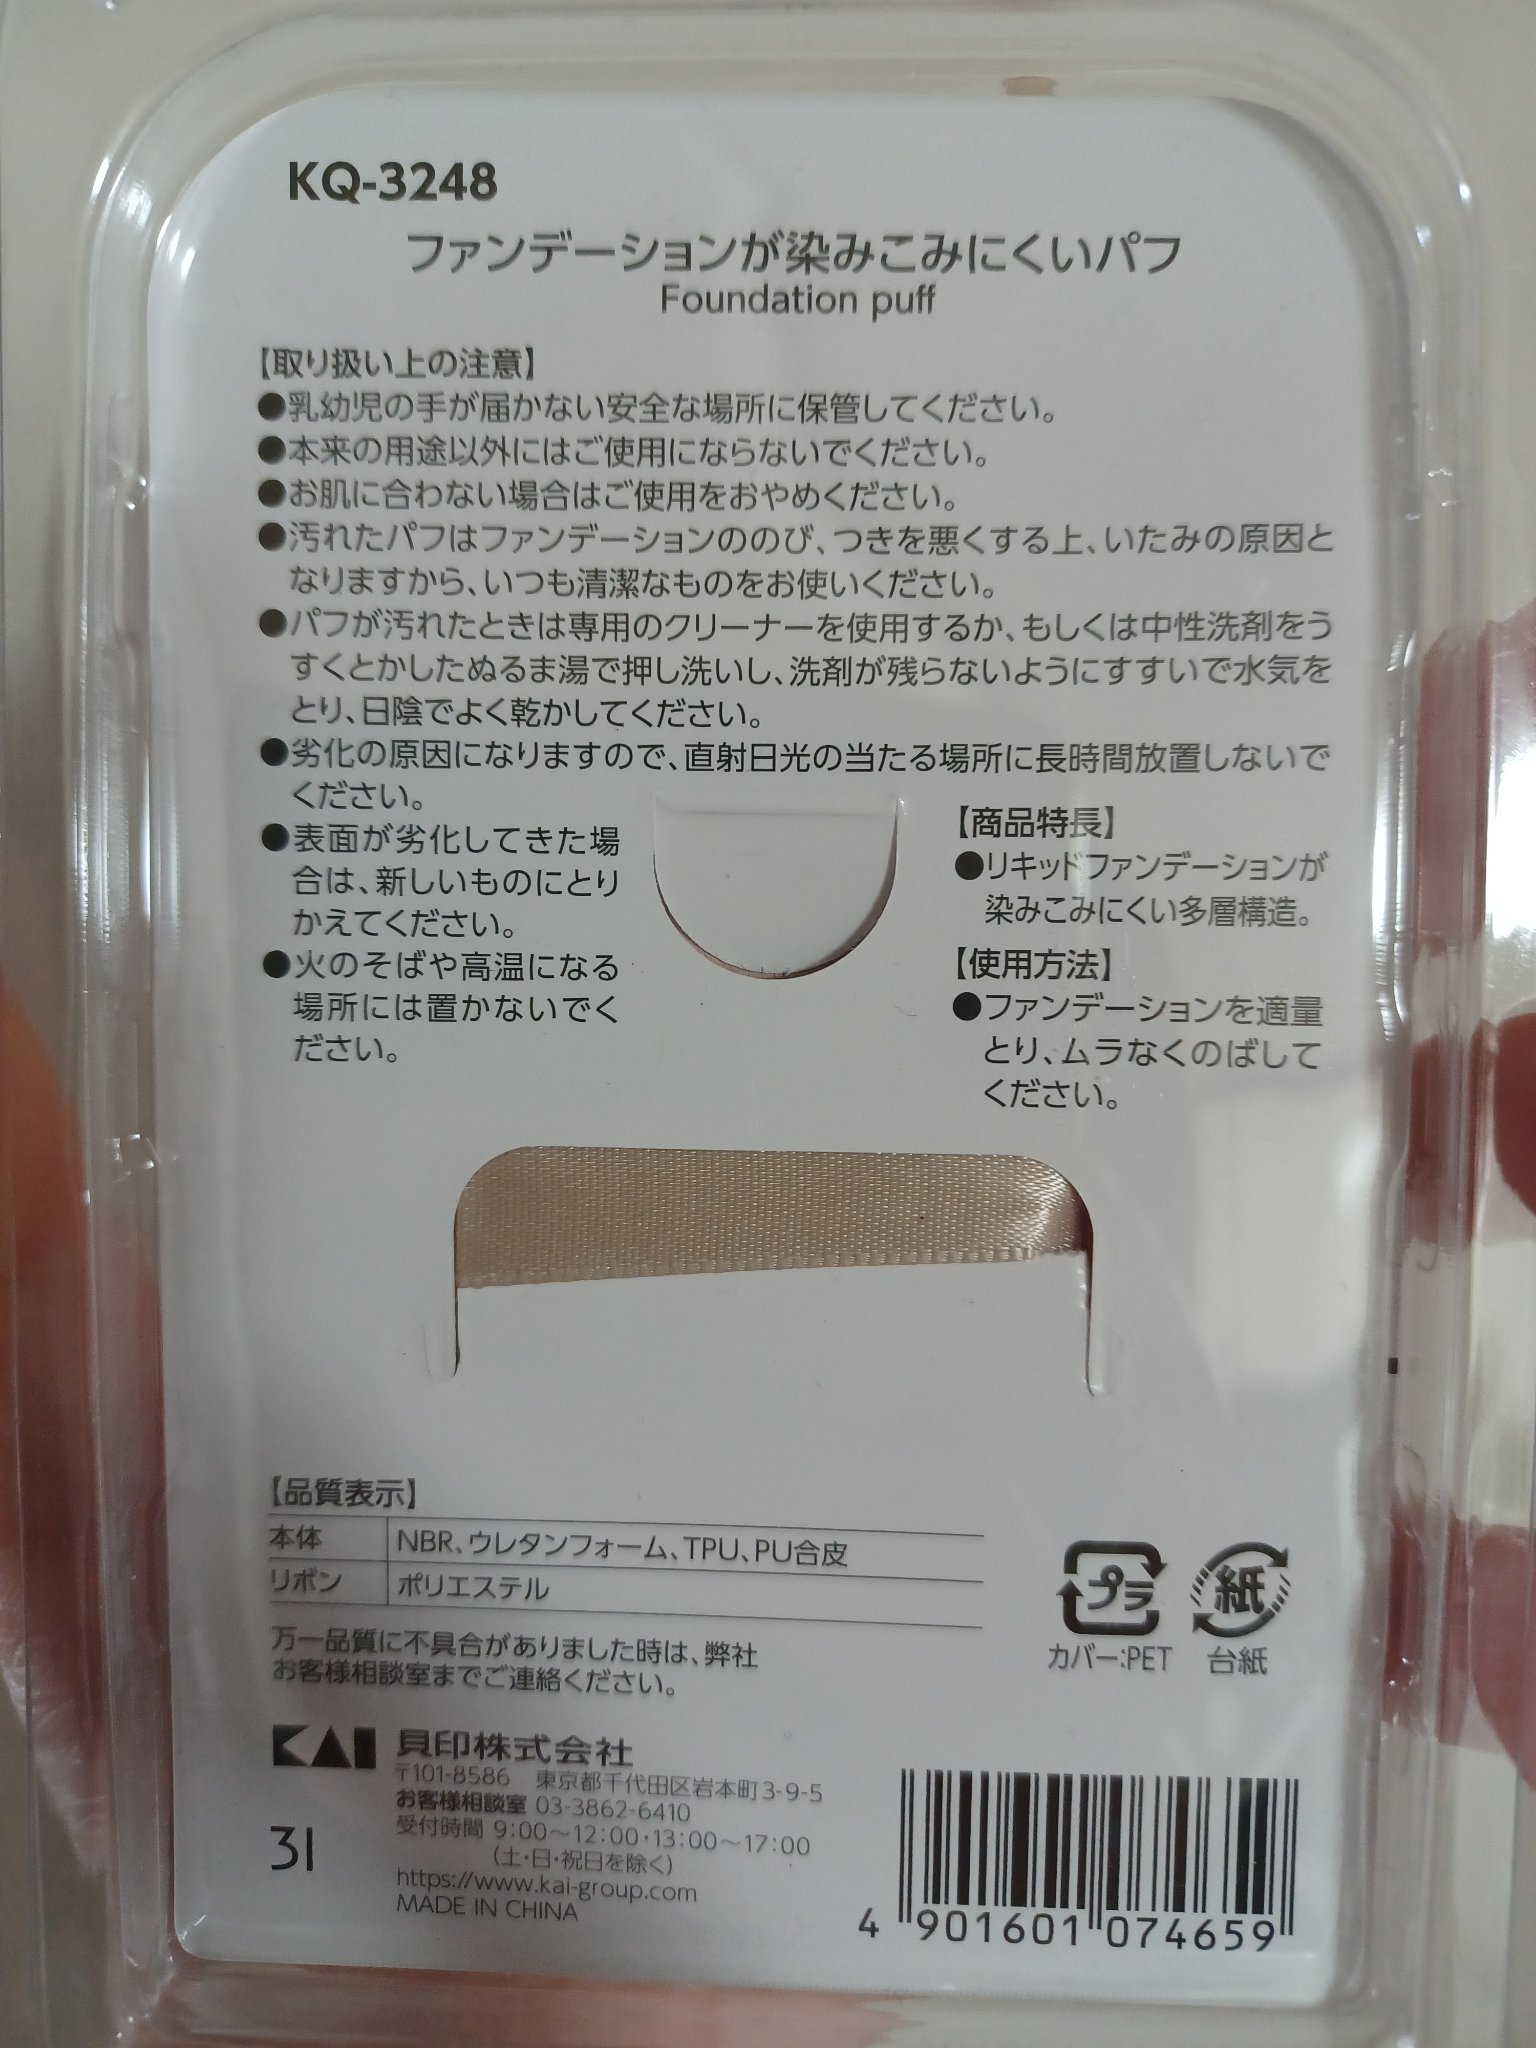 KQ-3248
ファンデーションが染みこみにくいパフ
Foundation puff
【取り扱い上の注意】
●乳幼児の手が届かない安全な場所に保管してください。
●本来の用途以外にはご使用にならないでください。
●お肌に合わない場合はご使用をおやめください。
●汚れたパフはファンデーションののび、つきを悪くする上、いたみの原因と
なりますから、いつも清潔なものをお使いください。
●パフが汚れたときは専用のクリーナーを使用するか、もしくは中性洗剤をう
すくとかしたぬるま湯で押し洗いし、洗剤が残らないようにすすいで水気を
とり、日陰でよく乾かしてください。
●劣化の原因になりますので、直射日光の当たる場所に長時間放置しないで
ください。
●表面が劣化してきた場
合は、新しいものにとり
かえてください。
●火のそばや高温になる
場所には置かないでく
ださい。
【商品特長】
●リキッドファンデーションが
染みこみにくい多層構造。
【使用方法】
●ファンデーションを適量
とり、ムラなくのばして
ください。
【品質表示】
本体 NBR、ウレタンフォーム、TPU、PU合皮
リボン ポリエステル
万一品質に不具合がありました時は、弊社
お客様相談室までご連絡ください。
プラ 紙
カバー:PET 台紙
KAI 貝印株式会社
〒101-8586 東京都千代田区岩本町3-9-5
お客様相談室 03-3862-6410
受付時間 9:00〜12:00・13:00〜17:00
(土・日・祝日を除く)
https://www.kai-group.com
MADE IN CHINA
31
4 901601 074659